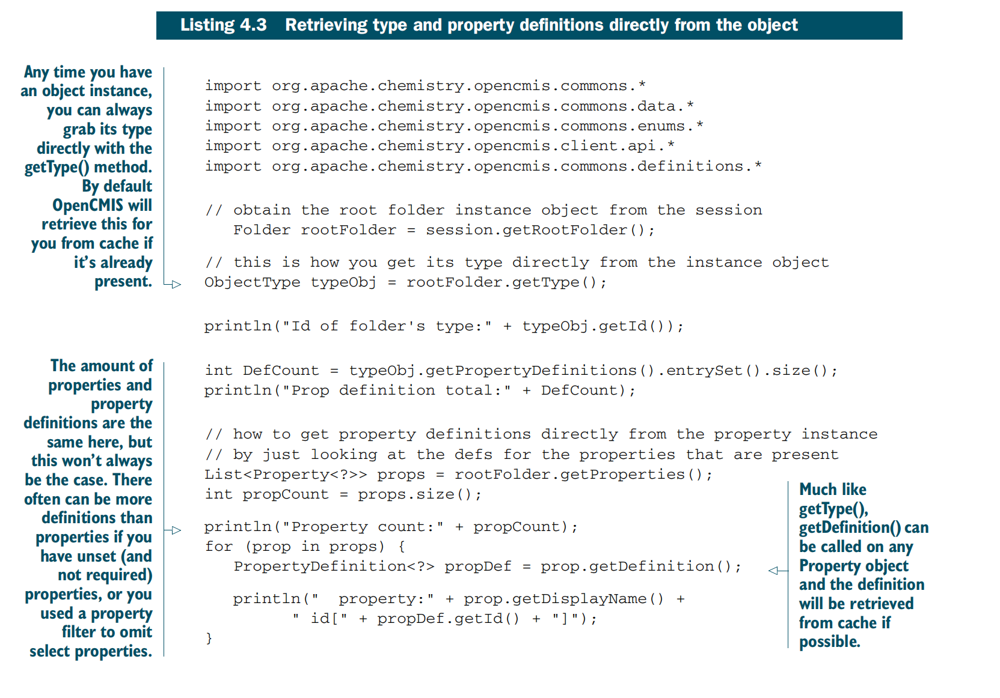 Listing 4.3 Retrieving type and property definitions directly from the object
Any time you have
an object instance,
you can always
grab its type
directly with the
getType() method.
By default
OpenCMIS will
retrieve this for
you from cache if
it's already
present.
import org.apache.chemistry.opencmis.commons.*
import org.apache.chemistry.opencmis.commons.data.*
import org.apache.chemistry.opencmis.commons.enums.*
import org.apache.chemistry.opencmis.client.api.*
import org.apache.chemistry.opencmis.commons.definitions.*
// obtain the root folder instance object from the session
Folder rootFolder = session.getRootFolder();
// this is how you get its type directly from the instance object
ObjectType typeObj = rootFolder.getType();
println("Id of folder's type:" + typeObj.getId());
The amount of
properties and
property
definitions are the
same here, but
this won't always
be the case. There
often can be more
definitions than
properties if you
have unset (and
not required)
properties, or you
used a property
filter to omit
select properties.
int DefCount = typeObj.getPropertyDefinitions().entrySet().size();
println("Prop definition total:" + DefCount);
// how to get property definitions directly from the property instance
// by just looking at the defs for the properties that are present
List<Property<?>> props = rootFolder.getProperties();
int propCount = props.size();
println("Property count:" + propCount);
for (prop in props) {
PropertyDefinition<?> propDef = prop.getDefinition();
println("  property:" + prop.getDisplayName() +
" id[" + propDef.getId() + "]");
}
Much like
getType(),
getDefinition() can
be called on any
Property object
and the definition
will be retrieved
from cache if
possible.